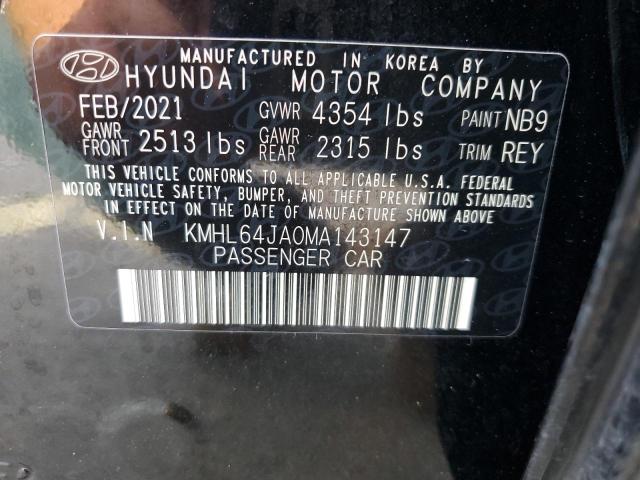 MANUFACTURED IN KOREA BY
HYUNDAI MOTOR COMPANY
FEB/2021 GVWR 4354 lbs PAINT NB9
GAWR FRONT 2513 lbs GAWR REAR 2315 lbs TRIM REY
THIS VEHICLE CONFORMS TO ALL APPLICABLE U.S.A. FEDERAL
MOTOR VEHICLE SAFETY, BUMPER, AND THEFT PREVENTION STANDARDS
IN EFFECT ON THE DATE OF MANUFACTURE SHOWN ABOVE
V.I.N KMHL64JA0MA143147
PASSENGER CAR